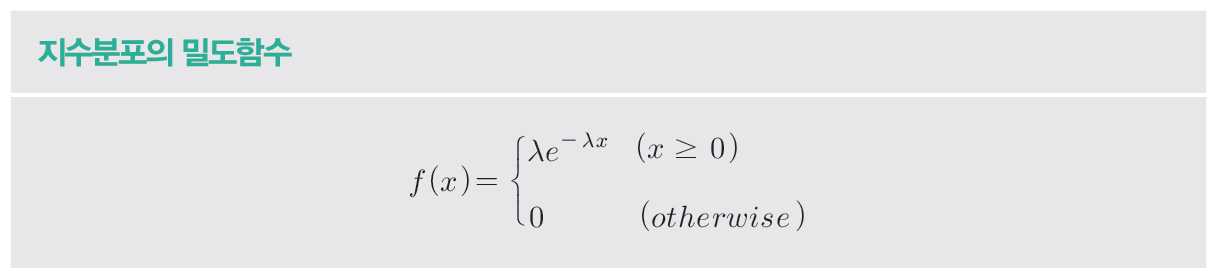 지수분포의 밀도함수
λe^{-λx} (x ≥ 0)
f(x)= {
0 (otherwise)